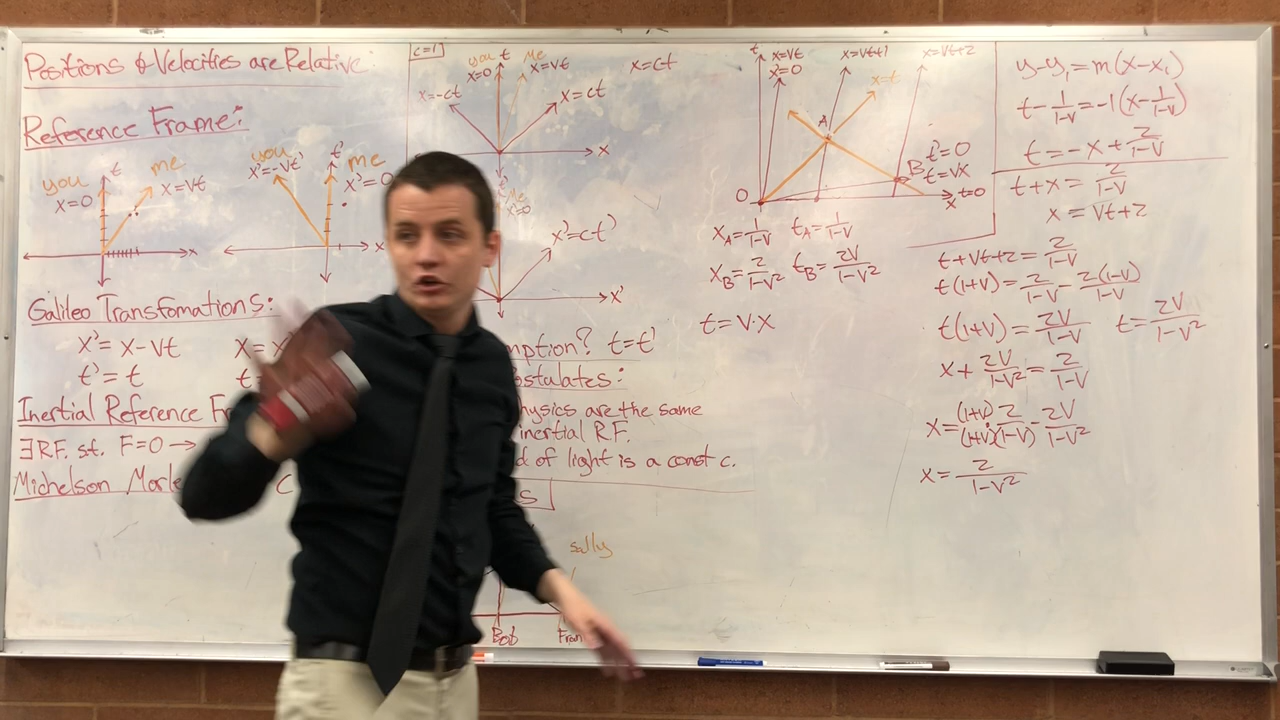 Positions & Velocities are Relative:
Reference Frame:
you
x=0
t
me
x=vt
x
you
x'=-vt'
t'
me
x'=0
x
Galileo Transfomations:
x'= x-vt
t'= t
Inertial Reference
∃ R.F. st. F=0 →
Michelson
c=1
you
x=0
t
Me
x=vt
x=ct
x=-ct
x=ct
x
x'=ct'
x'
t=t'
physics are the same
inertial R.F.
of light is a const c.
sally
Bob
t
x=vt
x'=0
x=vt+1
x=vt+2
x=t
A
B
t'=0
t=vx
0
x
t=0
x_A=1/(1-v) t_A=1/(1-v)
x_B=2/(1-v²) t_B=2v/(1-v²)
t=v·x
y-y₁=m(x-x₁)
t-1/(1-v)=-1(x-1/(1-v))
t=-x+2/(1-v)
t+x=2/(1-v)
x=vt+2
t+vt+2=2/(1-v)
t(1+v)=2/(1-v)-2(1-v)/(1-v)
t(1+v)=2v/(1-v) t=2v/(1-v²)
x+2v/(1-v²)=2/(1-v)
x=(1+v)/(1+v)·2/(1-v)-2v/(1-v²)
x=2/(1-v²)